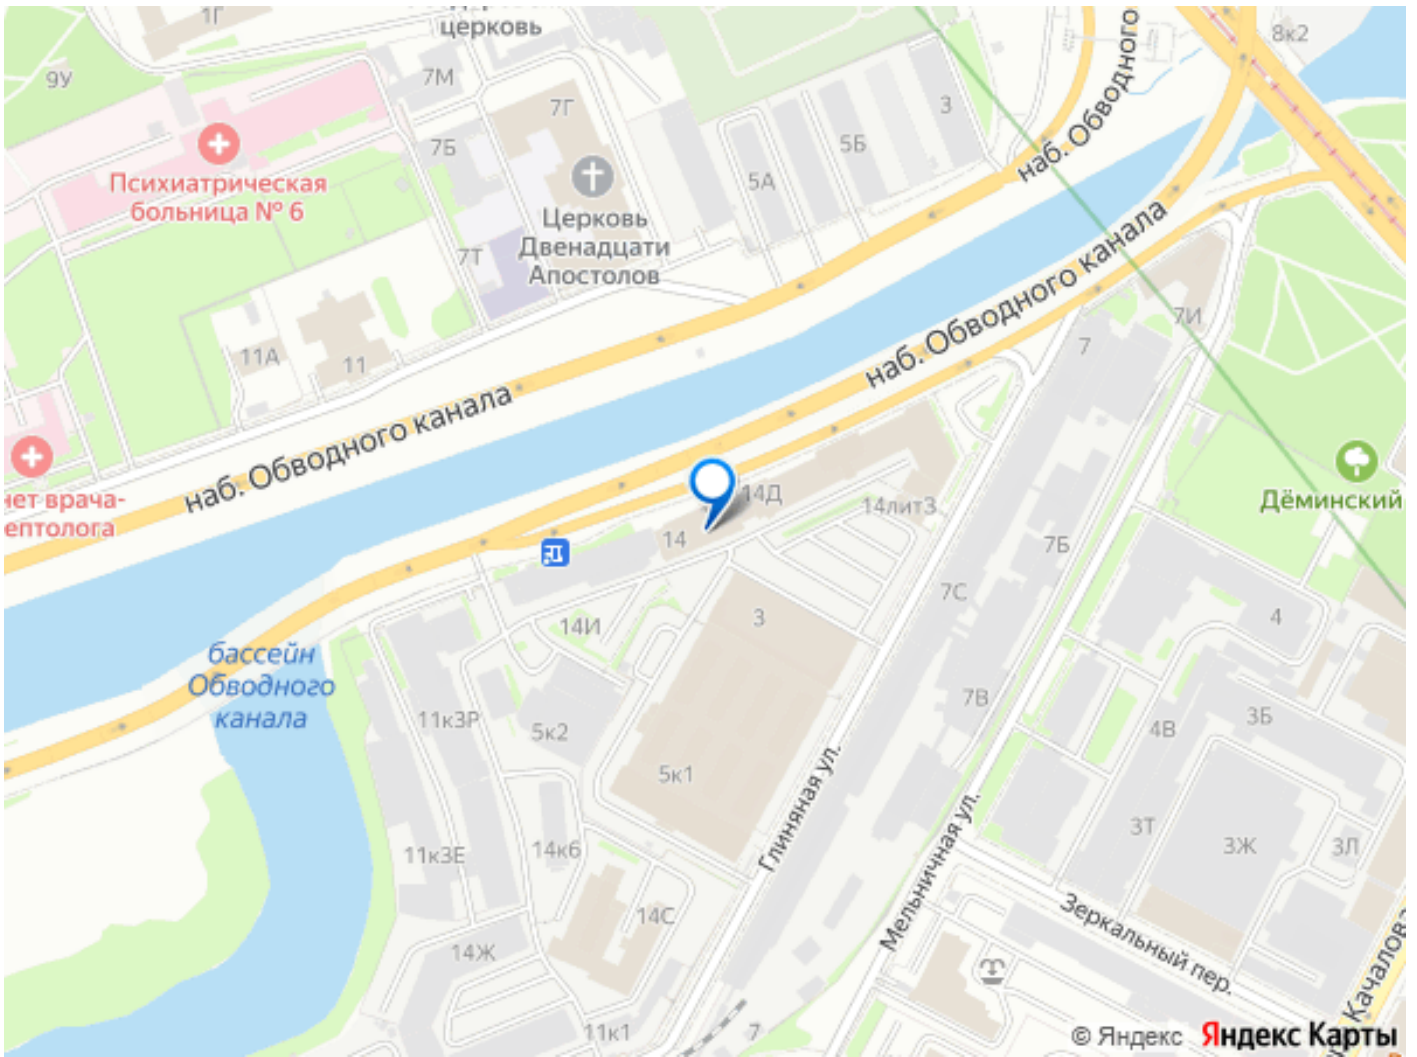 1Г
церковь
8к2
9У
7М
7Г
3
наб. Обводного
7Б
5Б
5А
Психиатрическая
больница № 6
Церковь
Двенадцати
Апостолов
7Т
наб. Обводного канала
7И
11А
11
7
наб. Обводного канала
нет врача-
ептолога
14Д
14лит3
Дёминский
14
7Б
7С
3
4
14И
бассейн
Обводного
канала
11к3Р
5к2
7В
4В
3Б
5к1
Глиняная ул.
3Т
3Ж
3Л
11к3Е
14к6
Мельничная ул.
14С
Зеркальный пер.
14Ж
Качалова
11к1
7
© Яндекс Яндекс Карты